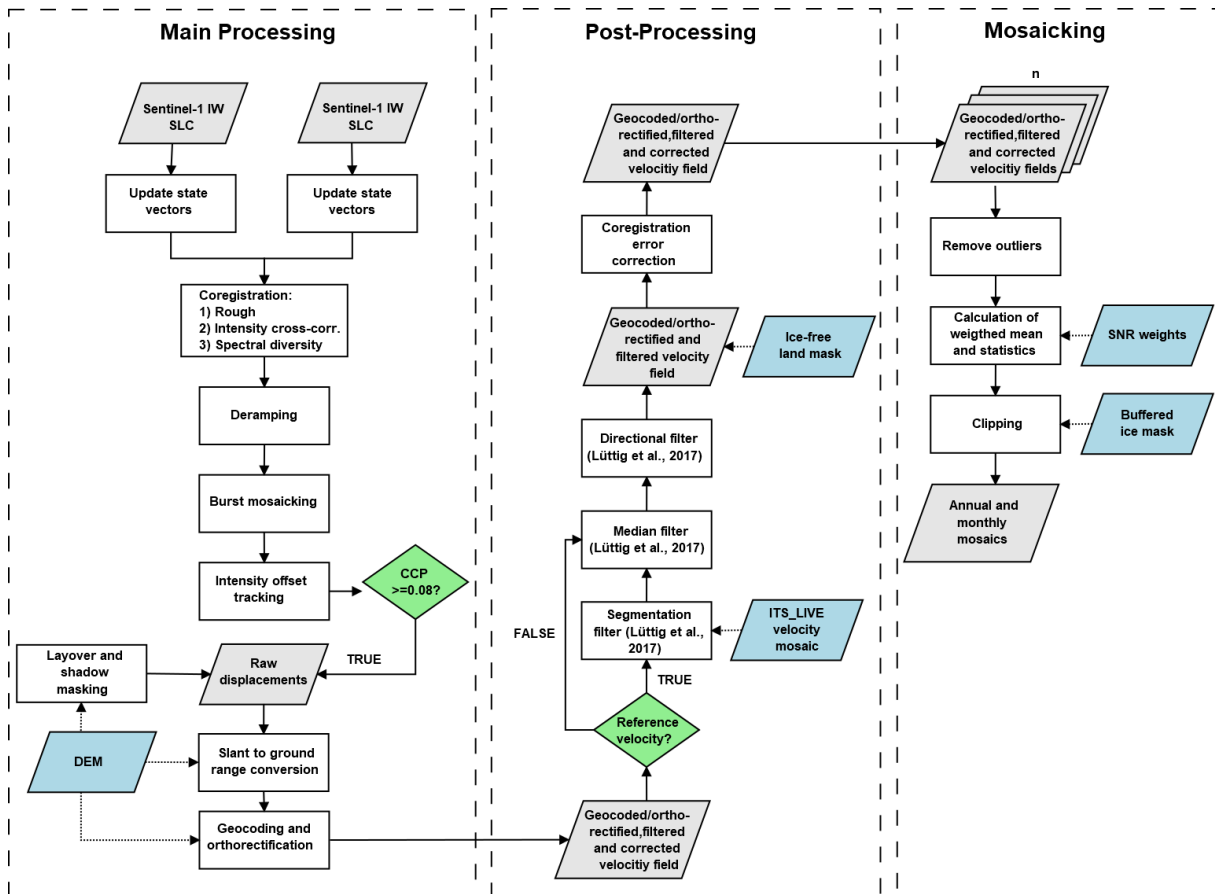 Main Processing
Sentinel-1 IW
SLC
Sentinel-1 IW
SLC
Update state
vectors
Update state
vectors
Coregistration:
1) Rough
2) Intensity cross-corr.
3) Spectral diversity
Deramping
Burst mosaicking
Intensity offset
tracking
CCP
>=0.08?
TRUE
Layover and
shadow
masking
Raw
displacements
DEM
Slant to ground
range conversion
Geocoding and
orthorectification
Post-Processing
Geocoded/ortho-
rectified,filtered
and corrected
velocitiy field
Coregistration
error
correction
Geocoded/ortho-
rectified and
filtered velocity
field
Ice-free
land mask
Directional filter
(Lüttig et al., 2017)
Median filter
(Lüttig et al., 2017)
Segmentation
filter (Lüttig et al.,
2017)
ITS_LIVE
velocity
mosaic
FALSE
TRUE
Reference
velocity?
Geocoded/ortho-
rectified,filtered
and corrected
velocitiy field
Mosaicking
n
Geocoded/ortho-
rectified,filtered
and corrected
velocitiy fields
Remove outliers
Calculation of
weigthed mean
and statistics
SNR weights
Clipping
Buffered
ice mask
Annual and
monthly
mosaics